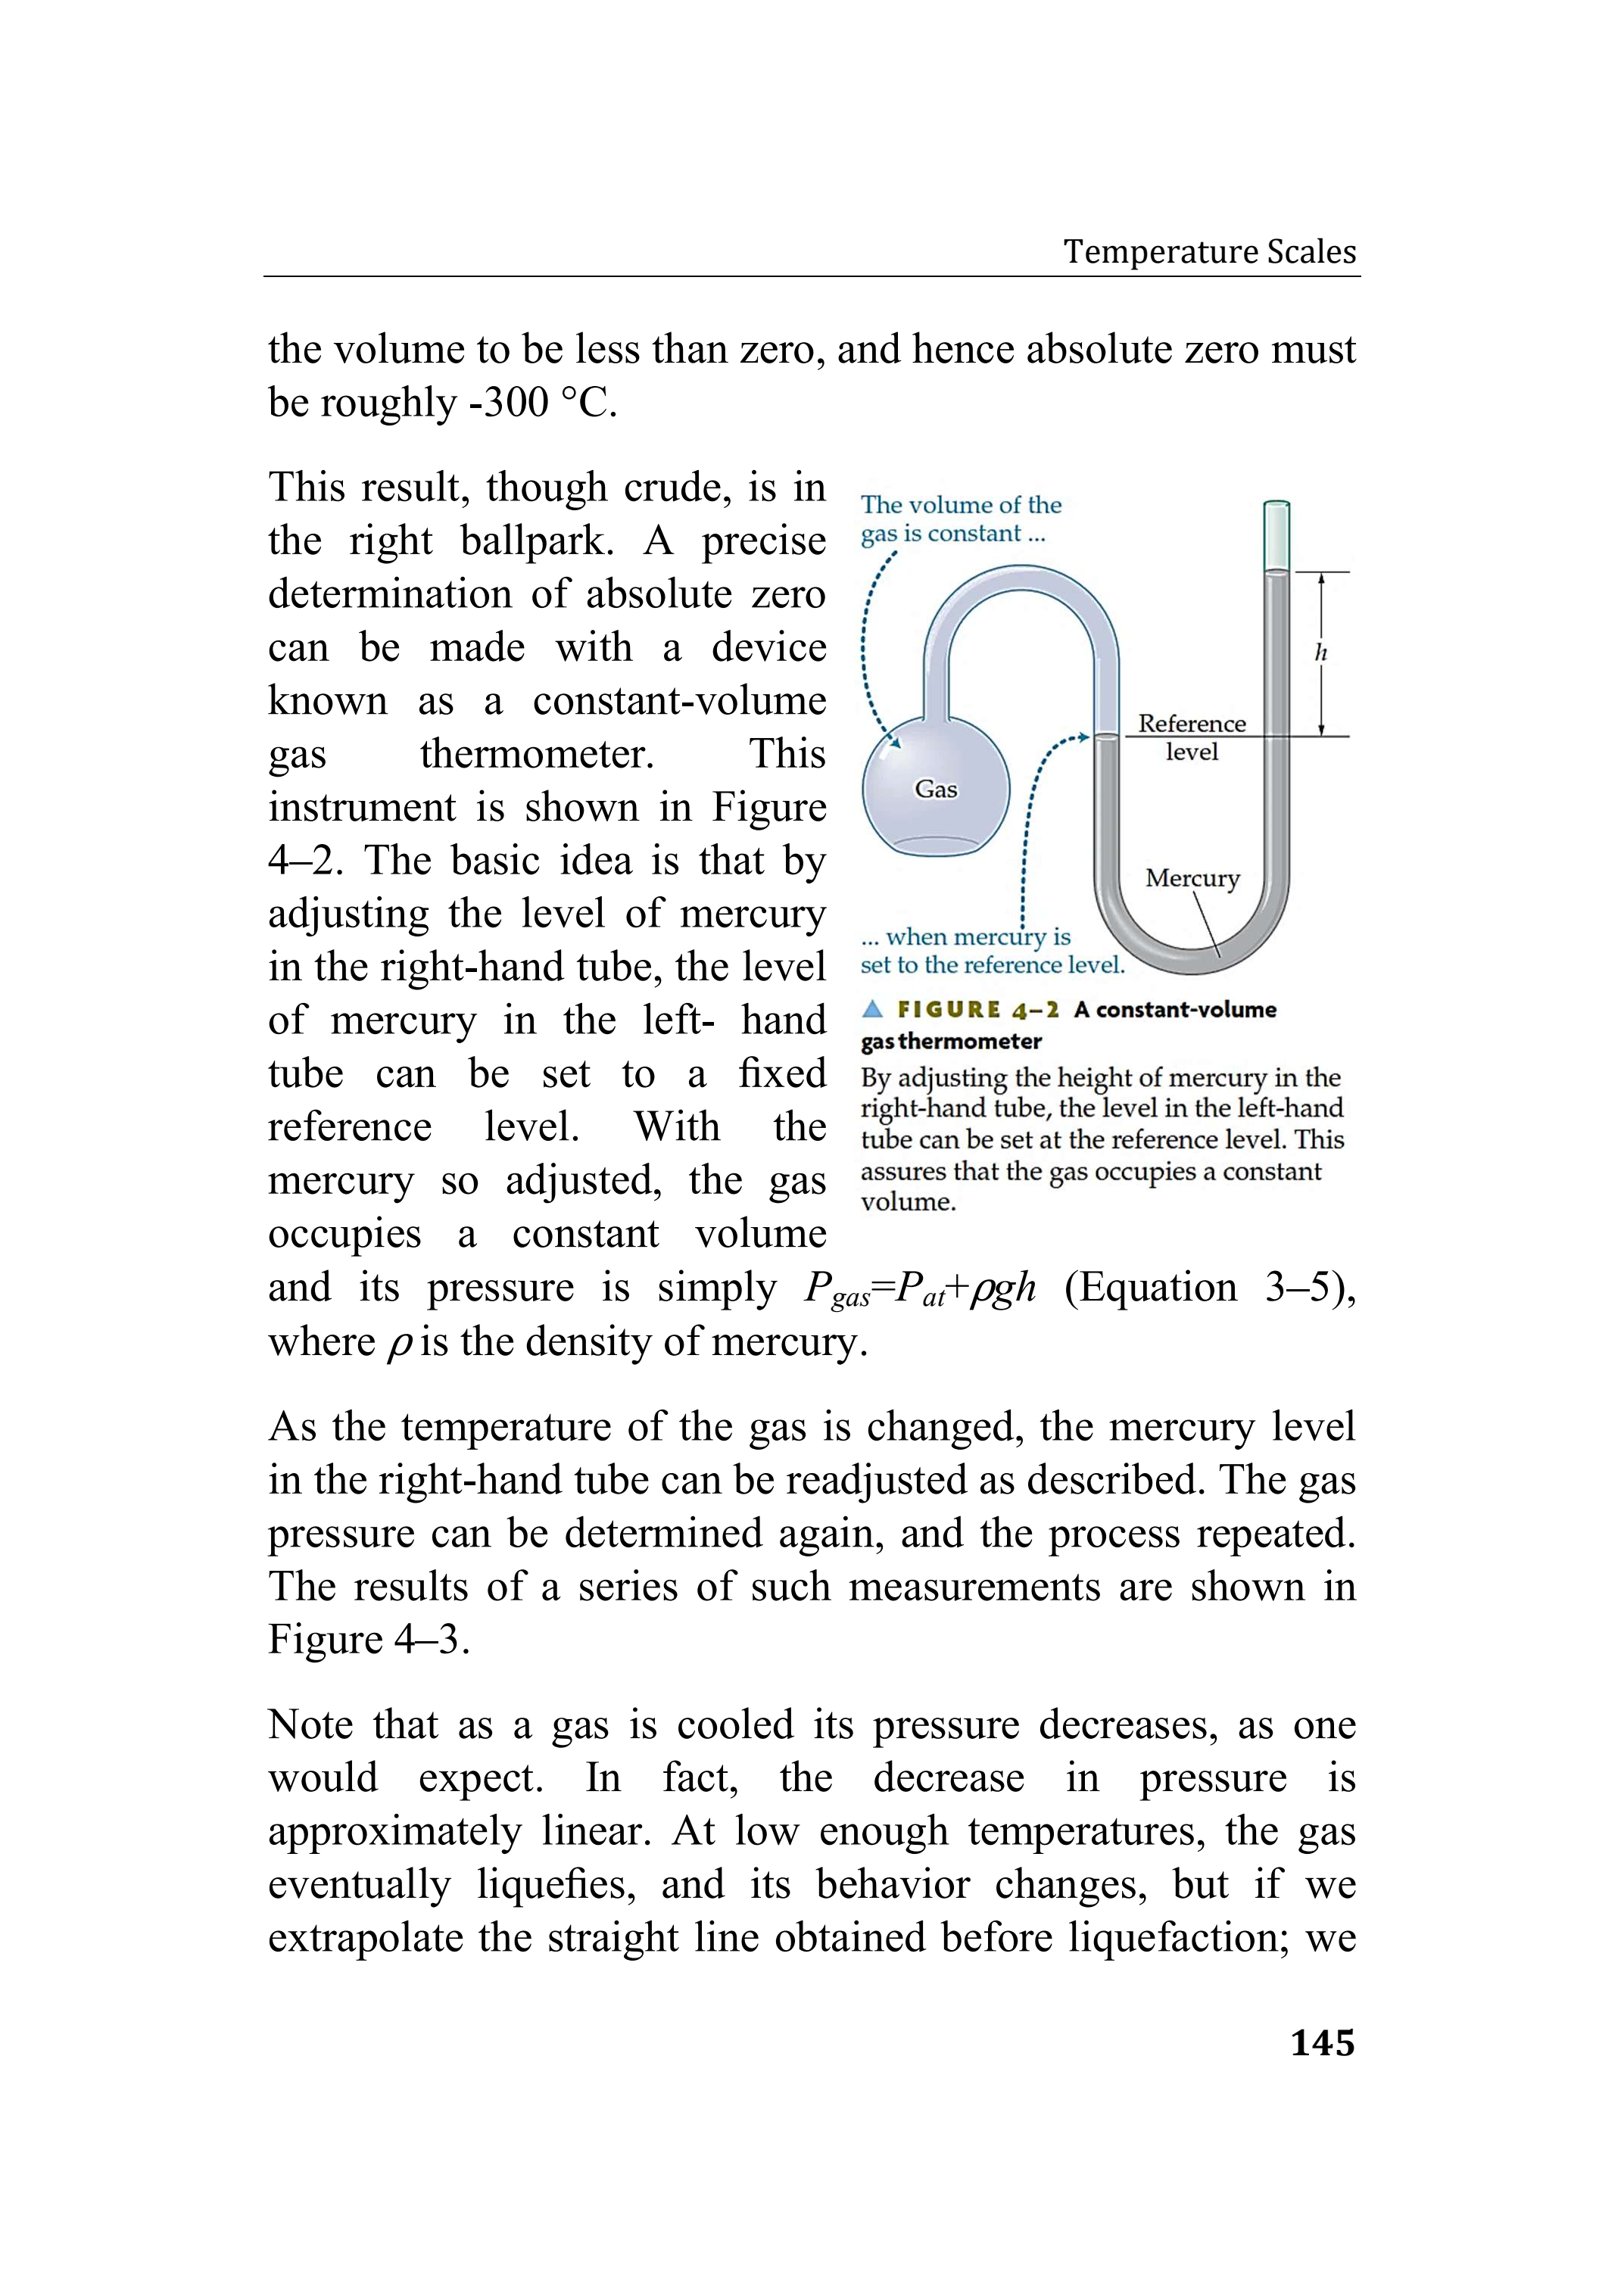 Temperature Scales
the volume to be less than zero, and hence absolute zero must
be roughly -300 °C.
This result, though crude, is in
the right ballpark. A precise
determination of absolute zero
can be made with a device
known as a constant-volume
gas thermometer. This
instrument is shown in Figure
4–2. The basic idea is that by
adjusting the level of mercury
in the right-hand tube, the level
of mercury in the left- hand
tube can be set to a fixed
reference level. With the
mercury so adjusted, the gas
occupies a constant volume
and its pressure is simply Pgas=Pat+ρgh (Equation 3–5),
where ρ is the density of mercury.
The volume of the
gas is constant ...
h
Reference
level
Gas
Mercury
... when mercury is
set to the reference level.
▲ FIGURE 4–2 A constant-volume
gas thermometer
By adjusting the height of mercury in the
right-hand tube, the level in the left-hand
tube can be set at the reference level. This
assures that the gas occupies a constant
volume.
As the temperature of the gas is changed, the mercury level
in the right-hand tube can be readjusted as described. The gas
pressure can be determined again, and the process repeated.
The results of a series of such measurements are shown in
Figure 4–3.
Note that as a gas is cooled its pressure decreases, as one
would expect. In fact, the decrease in pressure is
approximately linear. At low enough temperatures, the gas
eventually liquefies, and its behavior changes, but if we
extrapolate the straight line obtained before liquefaction; we
145